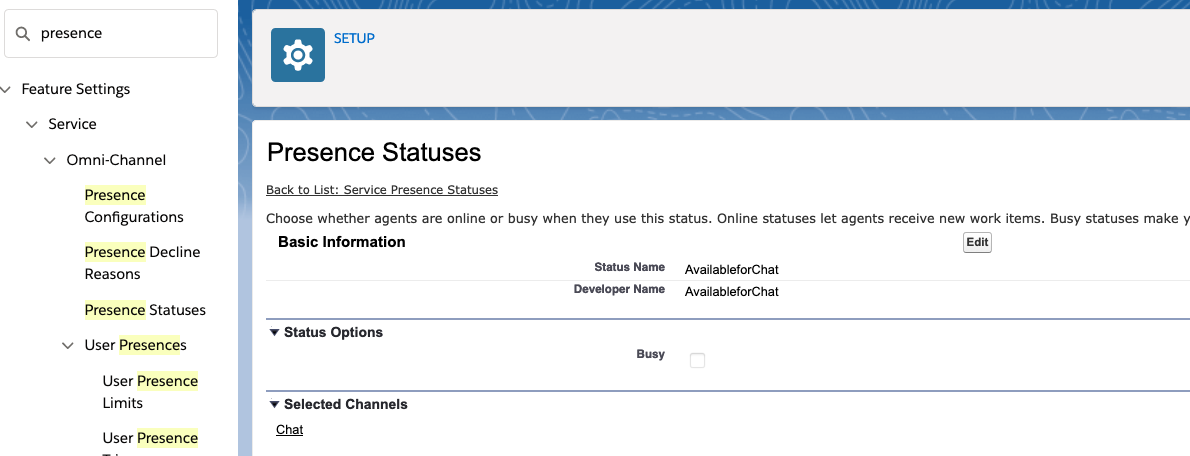 presence
Feature Settings
Service
Omni-Channel
Presence
Configurations
Presence Decline
Reasons
Presence Statuses
User Presences
User Presence
Limits
User Presence
SETUP
Presence Statuses
Back to List: Service Presence Statuses
Choose whether agents are online or busy when they use this status. Online statuses let agents receive new work items. Busy statuses make
Basic Information
Edit
Status Name AvailableforChat
Developer Name AvailableforChat
Status Options
Busy
Selected Channels
Chat